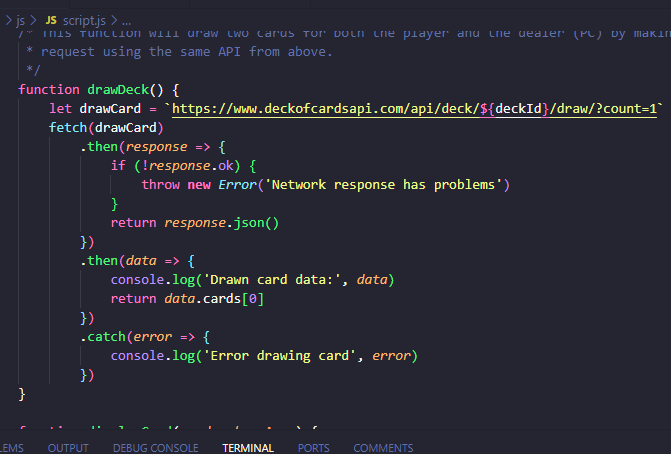 > js > JS script.js > ...
/* This function will draw two cards for both the player and the dealer (PC) by makin
* request using the same API from above.
*/
function drawDeck() {
let drawCard = `https://www.deckofcardsapi.com/api/deck/${deckId}/draw/?count=1`
fetch(drawCard)
.then(response => {
if (!response.ok) {
throw new Error('Network response has problems')
}
return response.json()
})
.then(data => {
console.log('Drawn card data:', data)
return data.cards[0]
})
.catch(error => {
console.log('Error drawing card', error)
})
}
LEMS OUTPUT DEBUG CONSOLE TERMINAL PORTS COMMENTS